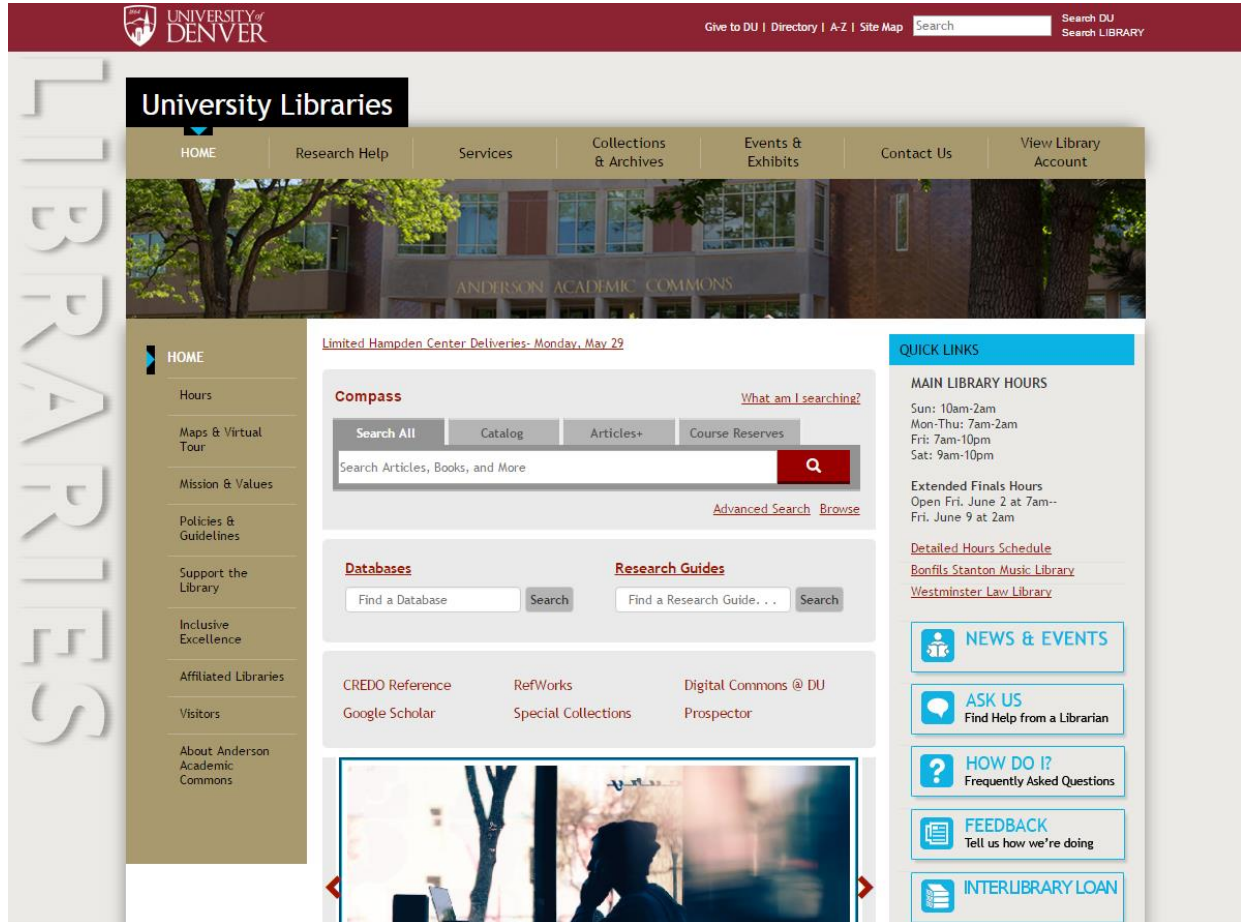 UNIVERSITY of
DENVER
Give to DU | Directory | A-Z | Site Map
Search
Search DU
Search LIBRARY
LIBRARIES
University Libraries
HOME
Research Help
Services
Collections
& Archives
Events &
Exhibits
Contact Us
View Library
Account
ANDERSON ACADEMIC COMMONS
HOME
Hours
Maps & Virtual
Tour
Mission & Values
Policies &
Guidelines
Support the
Library
Inclusive
Excellence
Affiliated Libraries
Visitors
About Anderson
Academic
Commons
Limited Hampden Center Deliveries- Monday, May 29
Compass
What am I searching?
Search All
Catalog
Articles+
Course Reserves
Search Articles, Books, and More
Advanced Search Browse
Databases
Find a Database
Search
Research Guides
Find a Research Guide. . .
Search
CREDO Reference
RefWorks
Digital Commons @ DU
Google Scholar
Special Collections
Prospector
QUICK LINKS
MAIN LIBRARY HOURS
Sun: 10am-2am
Mon-Thu: 7am-2am
Fri: 7am-10pm
Sat: 9am-10pm
Extended Finals Hours
Open Fri. June 2 at 7am--
Fri. June 9 at 2am
Detailed Hours Schedule
Bonfils Stanton Music Library
Westminster Law Library
NEWS & EVENTS
ASK US
Find Help from a Librarian
HOW DO I?
Frequently Asked Questions
FEEDBACK
Tell us how we're doing
INTERLIBRARY LOAN